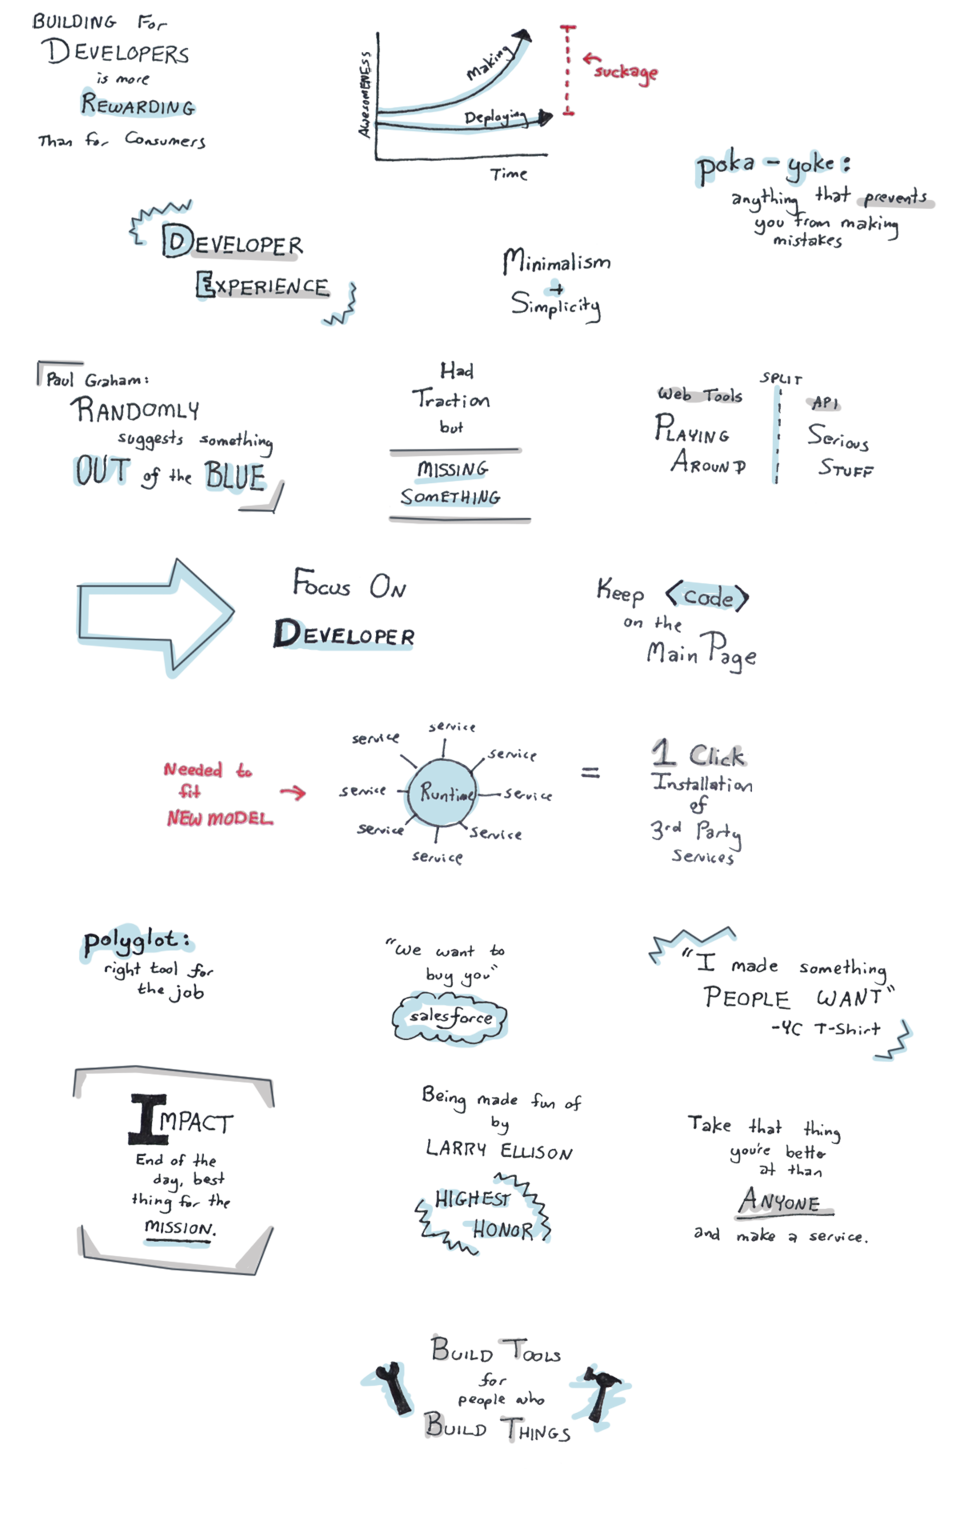 BUILDING For
DEVELOPERS
is more
REWARDING
Than for Consumers
AWESOMENESS
Making
Deploying
Time
suckage
poka-yoke:
anything that prevents
you from making
mistakes
DEVELOPER
EXPERIENCE
Minimalism
+
Simplicity
Paul Graham:
RANDOMLY
suggests something
OUT of the BLUE
Had
Traction
but
MISSING
SOMETHING
SPLIT
Web Tools
PLAYING
AROUND
API
SERIOUS
STUFF
FOCUS ON
DEVELOPER
Keep <code>
on the
Main Page
Needed to
fit
NEW MODEL
service
service
service
service
service
service
service
service
Runtime
=
1 Click
Installation
of
3rd Party
Services
polyglot:
right tool for
the job
"We want to
buy you"
salesforce
"I made something
PEOPLE WANT"
-YC T-Shirt
IMPACT
End of the
day, best
thing for the
MISSION.
Being made fun of
by
LARRY ELLISON
HIGHEST
HONOR
Take that thing
you're better
at than
ANYONE
and make a service.
BUILD TOOLS
for
people who
BUILD THINGS